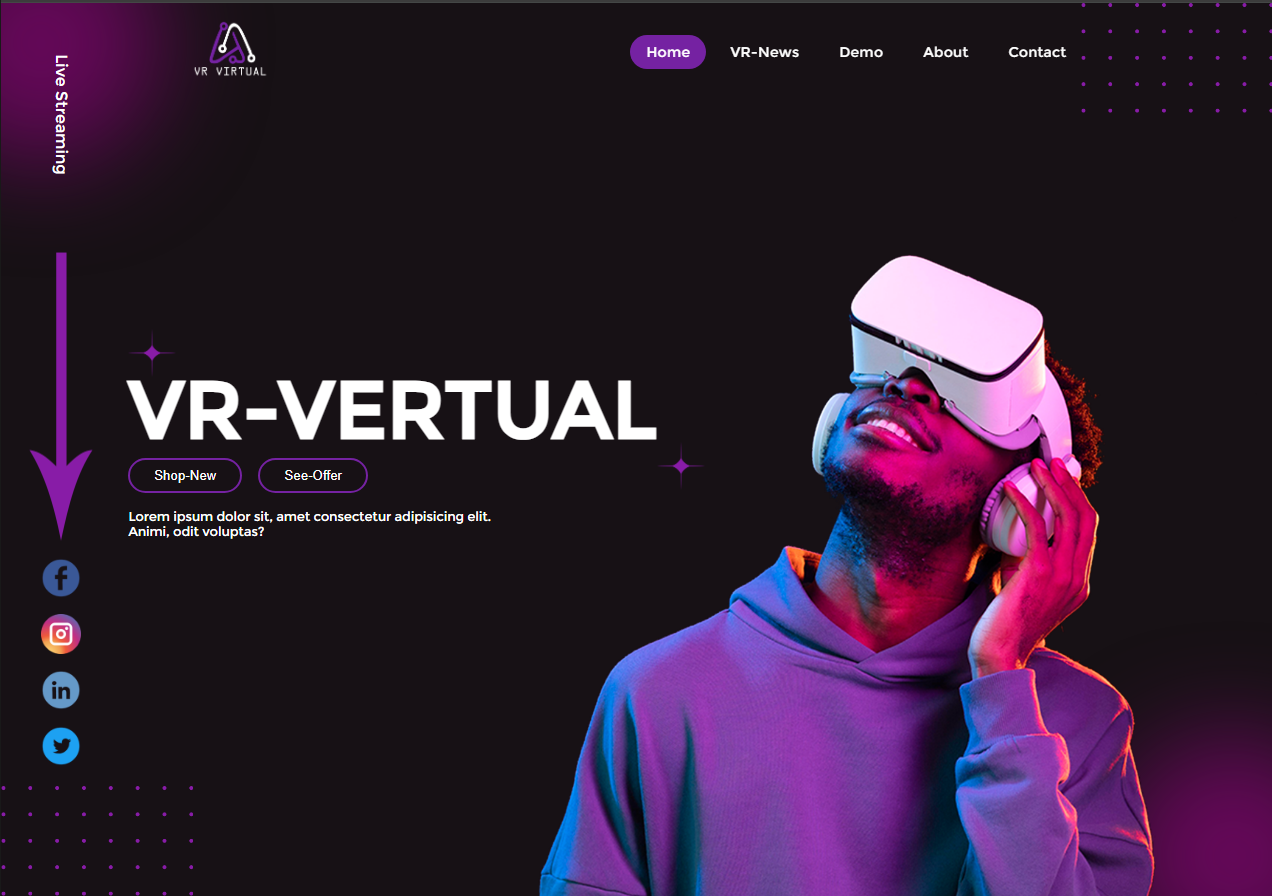 VR VIRTUAL
Home
VR-News
Demo
About
Contact
Live Streaming
VR-VERTUAL
Shop-New
See-Offer
Lorem ipsum dolor sit, amet consectetur adipisicing elit.
Animi, odit voluptas?
f
in